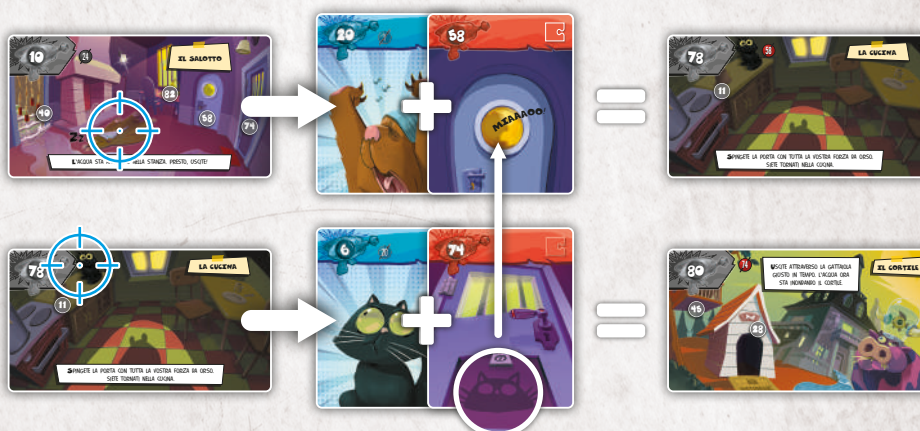 10
24
IL SALOTTO
49
82
58
74
L'ACQUA STA NELLA STANZA. PRESTO, USCITE!
20
58
MIAAAOO!
78
58
LA CUCINA
11
SPINGETE LA PORTA CON TUTTA LA VOSTRA FORZA DA ORSO.
SIETE TORNATI NELLA CUCINA.
78
LA CUCINA
11
SPINGETE LA PORTA CON TUTTA LA VOSTRA FORZA DA ORSO.
SIETE TORNATI NELLA CUCINA.
6
20
74
80
74
USCITE ATTRAVERSO LA GATTAIOLA
GIUSTO IN TEMPO. L'ACQUA ORA
STA INONDANDO IL CORTILE.
IL CORTILE
45
28